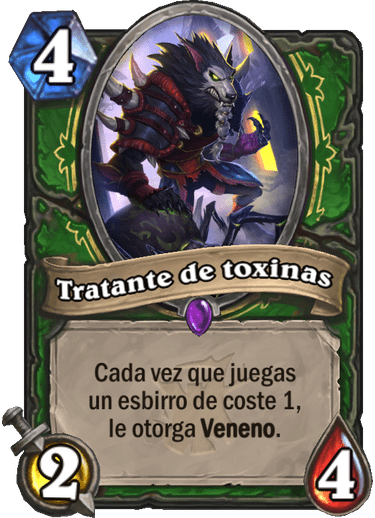 4
Tratante de toxinas
Cada vez que juegas
un esbirro de coste 1,
le otorga Veneno.
2
4